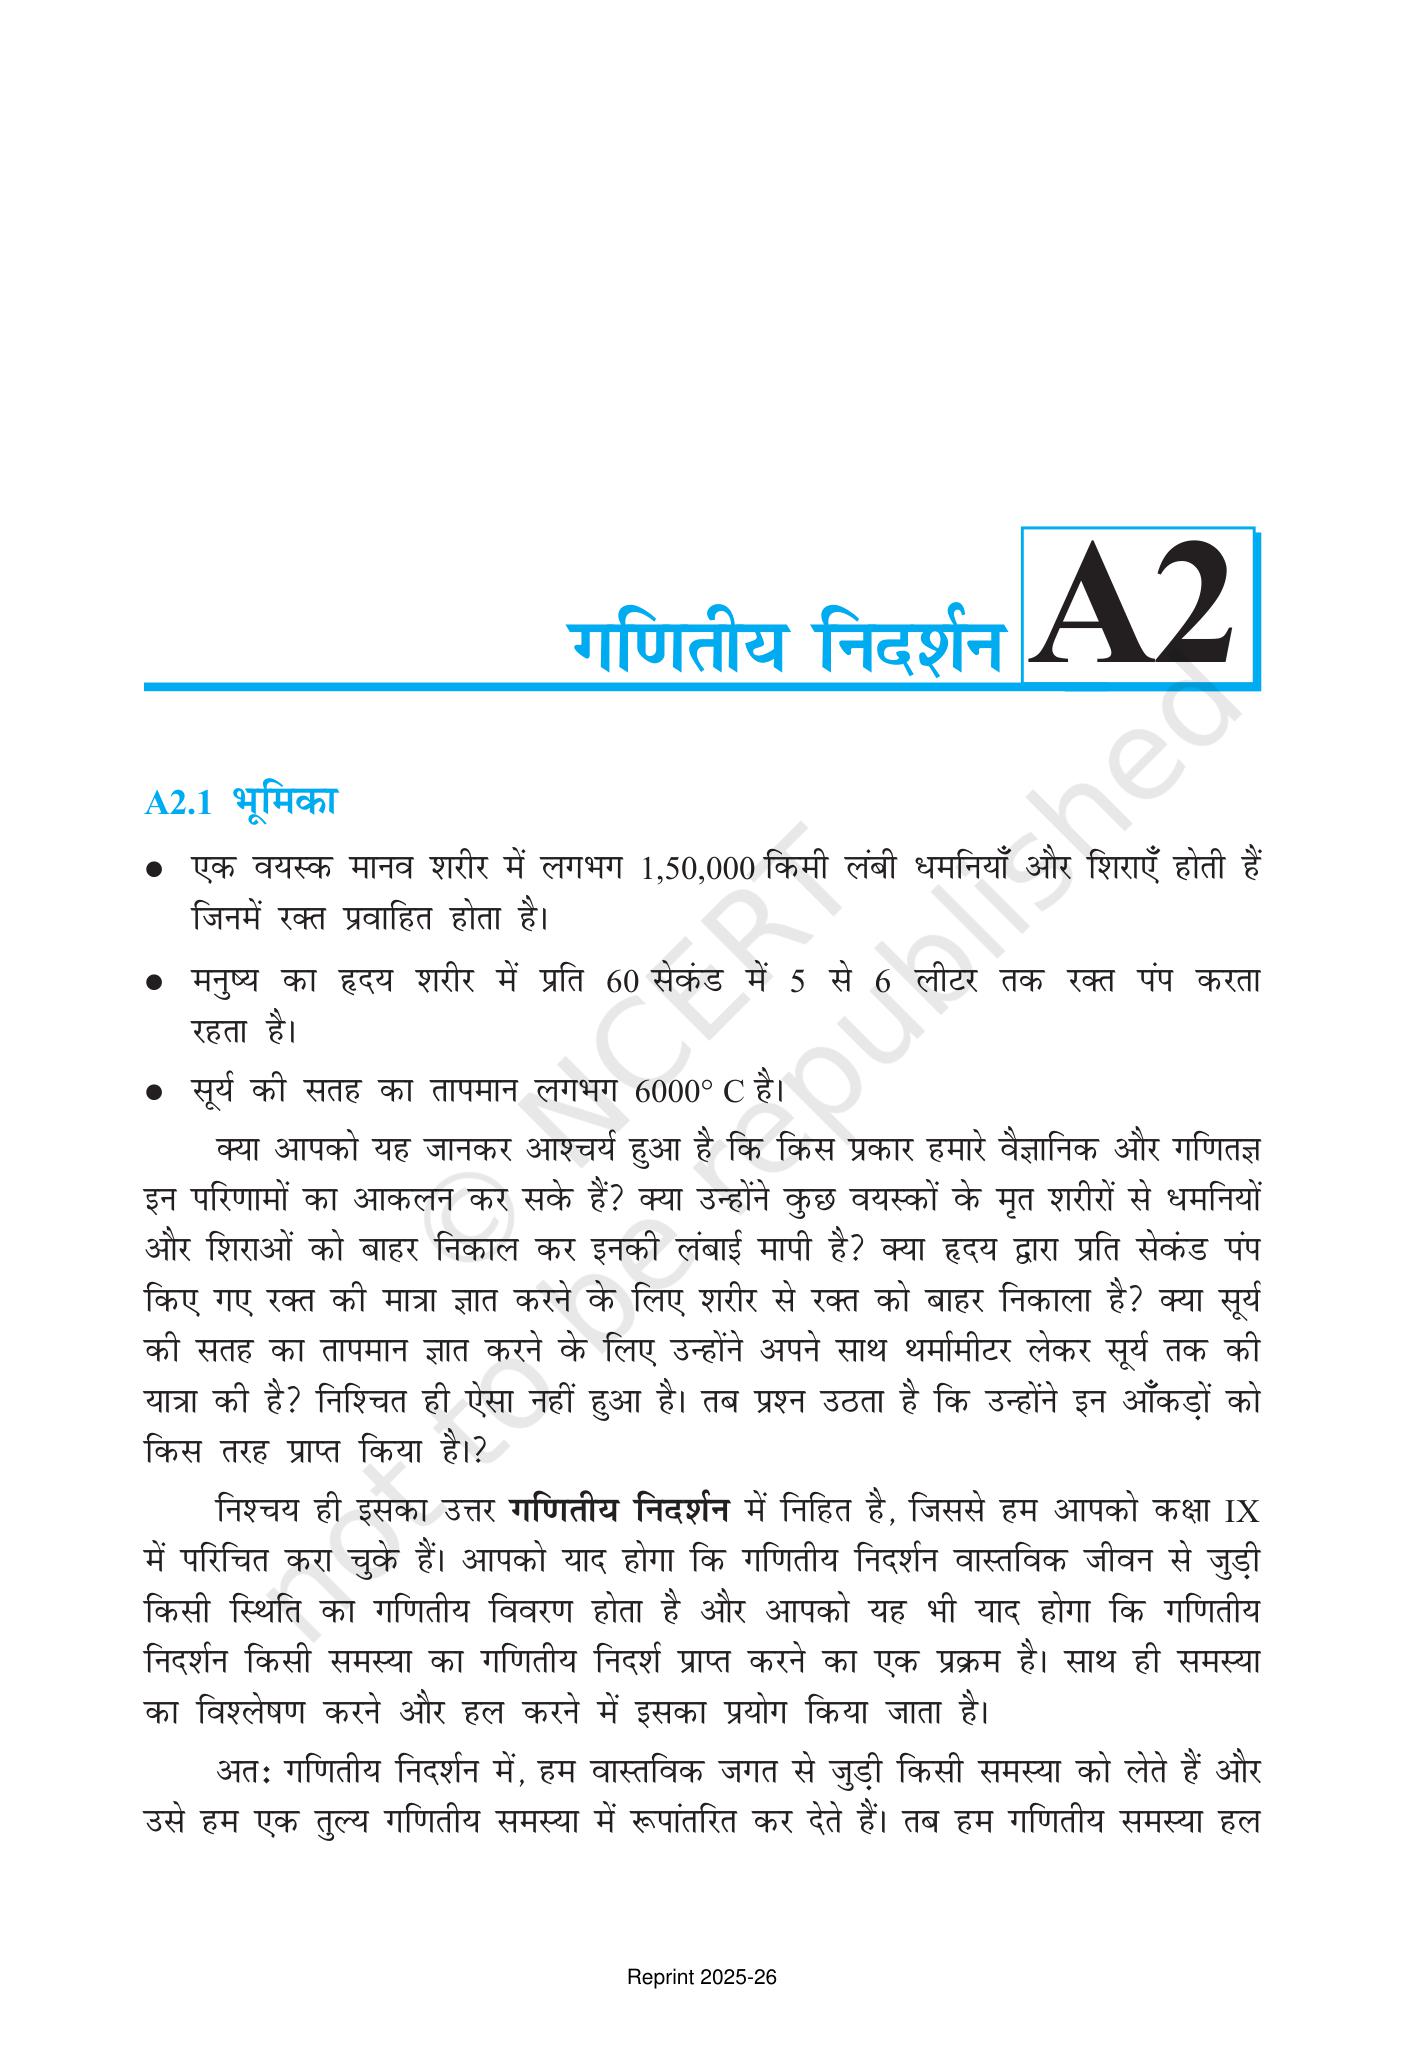 गणितीय निदर्शन A2
A2.1 भूमिका
● एक वयस्क मानव शरीर में लगभग 1,50,000 किमी लंबी धमनियाँ और शिराएँ होती हैं
जिनमें रक्त प्रवाहित होता है।
● मनुष्य का हृदय शरीर में प्रति 60 सेकंड में 5 से 6 लीटर तक रक्त पंप करता
रहता है।
● सूर्य की सतह का तापमान लगभग 6000° C है।
क्या आपको यह जानकर आश्चर्य हुआ है कि किस प्रकार हमारे वैज्ञानिक और गणितज्ञ
इन परिणामों का आकलन कर सके हैं? क्या उन्होंने कुछ वयस्कों के मृत शरीरों से धमनियों
और शिराओं को बाहर निकाल कर इनकी लंबाई मापी है? क्या हृदय द्वारा प्रति सेकंड पंप
किए गए रक्त की मात्रा ज्ञात करने के लिए शरीर से रक्त को बाहर निकाला है? क्या सूर्य
की सतह का तापमान ज्ञात करने के लिए उन्होंने अपने साथ थर्मामीटर लेकर सूर्य तक की
यात्रा की है? निश्चित ही ऐसा नहीं हुआ है। तब प्रश्न उठता है कि उन्होंने इन आँकड़ों को
किस तरह प्राप्त किया है।?
निश्चय ही इसका उत्तर गणितीय निदर्शन में निहित है, जिससे हम आपको कक्षा IX
में परिचित करा चुके हैं। आपको याद होगा कि गणितीय निदर्शन वास्तविक जीवन से जुड़ी
किसी स्थिति का गणितीय विवरण होता है और आपको यह भी याद होगा कि गणितीय
निदर्शन किसी समस्या का गणितीय निदर्श प्राप्त करने का एक प्रक्रम है। साथ ही समस्या
का विश्लेषण करने और हल करने में इसका प्रयोग किया जाता है।
अतः गणितीय निदर्शन में, हम वास्तविक जगत से जुड़ी किसी समस्या को लेते हैं और
उसे हम एक तुल्य गणितीय समस्या में रूपांतरित कर देते हैं। तब हम गणितीय समस्या हल
© NCERT
not to be republished
Reprint 2025-26